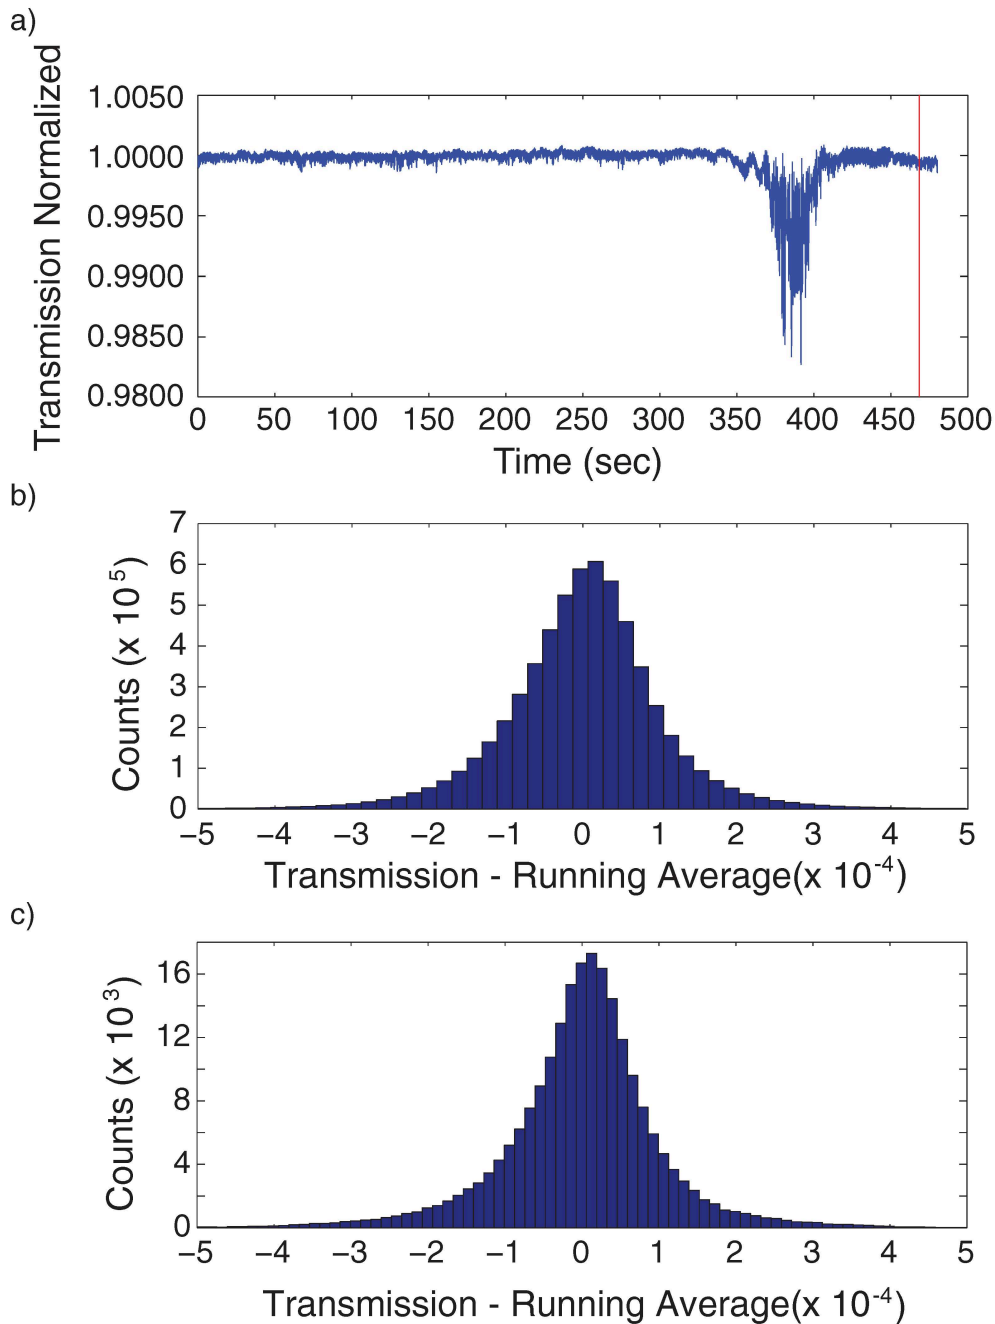 a)
Transmission Normalized
1.0050
1.0000
0.9950
0.9900
0.9850
0.9800
0 50 100 150 200 250 300 350 400 450 500
Time (sec)
b)
Counts (x 10^5)
7
6
5
4
3
2
1
0
−5 −4 −3 −2 −1 0 1 2 3 4 5
Transmission - Running Average(x 10^-4)
c)
Counts (x 10^3)
16
12
8
4
0
−5 −4 −3 −2 −1 0 1 2 3 4 5
Transmission - Running Average(x 10^-4)